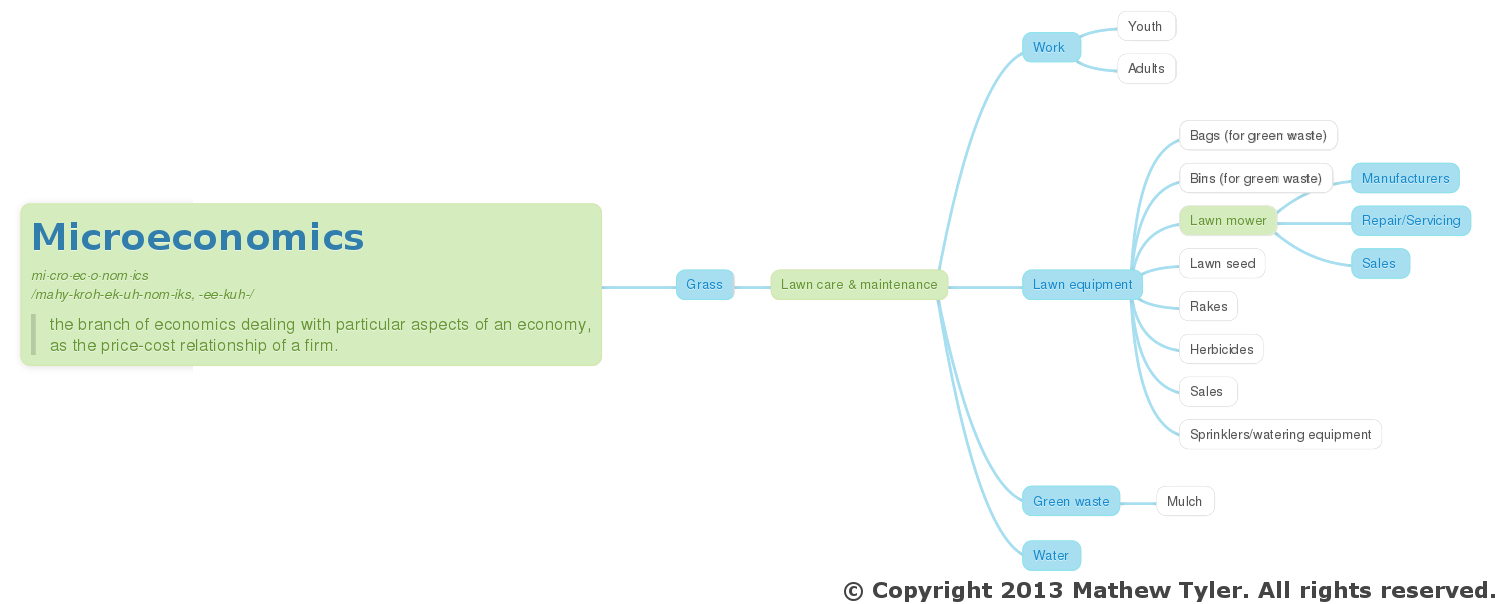 Microeconomics
mi·cro·ec·o·nom·ics
/mahy-kroh-ek-uh-nom-iks, -ee-kuh-/
the branch of economics dealing with particular aspects of an economy,
as the price-cost relationship of a firm.
Grass
Lawn care & maintenance
Work
Youth
Adults
Lawn equipment
Bags (for green waste)
Bins (for green waste)
Lawn mower
Manufacturers
Repair/Servicing
Sales
Lawn seed
Rakes
Herbicides
Sales
Sprinklers/watering equipment
Green waste
Mulch
Water
© Copyright 2013 Mathew Tyler. All rights reserved.